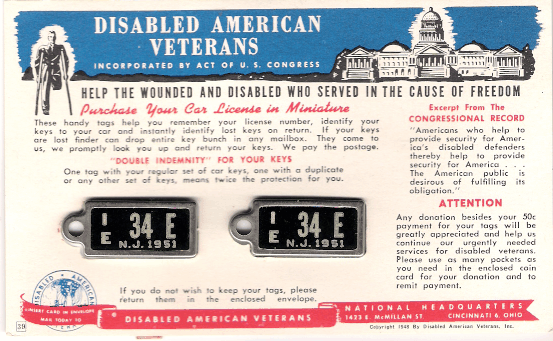 DISABLED AMERICAN
VETERANS
INCORPORATED BY ACT OF U. S. CONGRESS
HELP THE WOUNDED AND DISABLED WHO SERVED IN THE CAUSE OF FREEDOM
Purchase Your Car License in Miniature
These handy tags help you remember your license number, identify your
keys to your car and instantly identify lost keys on return. If your keys
are lost finder can drop entire key bunch in any mailbox. They come to
us, we promptly look you up and return your keys. We pay the postage.
"DOUBLE INDEMNITY" FOR YOUR KEYS
One tag with your regular set of car keys, one with a duplicate
or any other set of keys, means twice the protection for you.
Excerpt From The
CONGRESSIONAL RECORD
"Americans who help to
provide security for Amer-
ica's disabled defenders
thereby help to provide
security for America . . .
The American public is
desirous of fulfilling its
obligation."
ATTENTION
Any donation besides your 50c
payment for your tags will be
greatly appreciated and help us
continue our urgently needed
services for disabled veterans.
Please use as many pockets as
you need in the enclosed coin
card for your donation and to
remit payment.
I
E
34 E
N.J. 1951
I
E
34 E
N.J. 1951
If you do not wish to keep your tags, please
return them in the enclosed envelope.
DISABLED AMERICAN
INSERT CARD IN ENVELOPE
MAIL TODAY TO
39
DISABLED AMERICAN VETERANS
NATIONAL HEADQUARTERS
1423 E. McMILLAN ST. CINCINNATI 6, OHIO
Copyright 1949 By Disabled American Veterans, Inc.